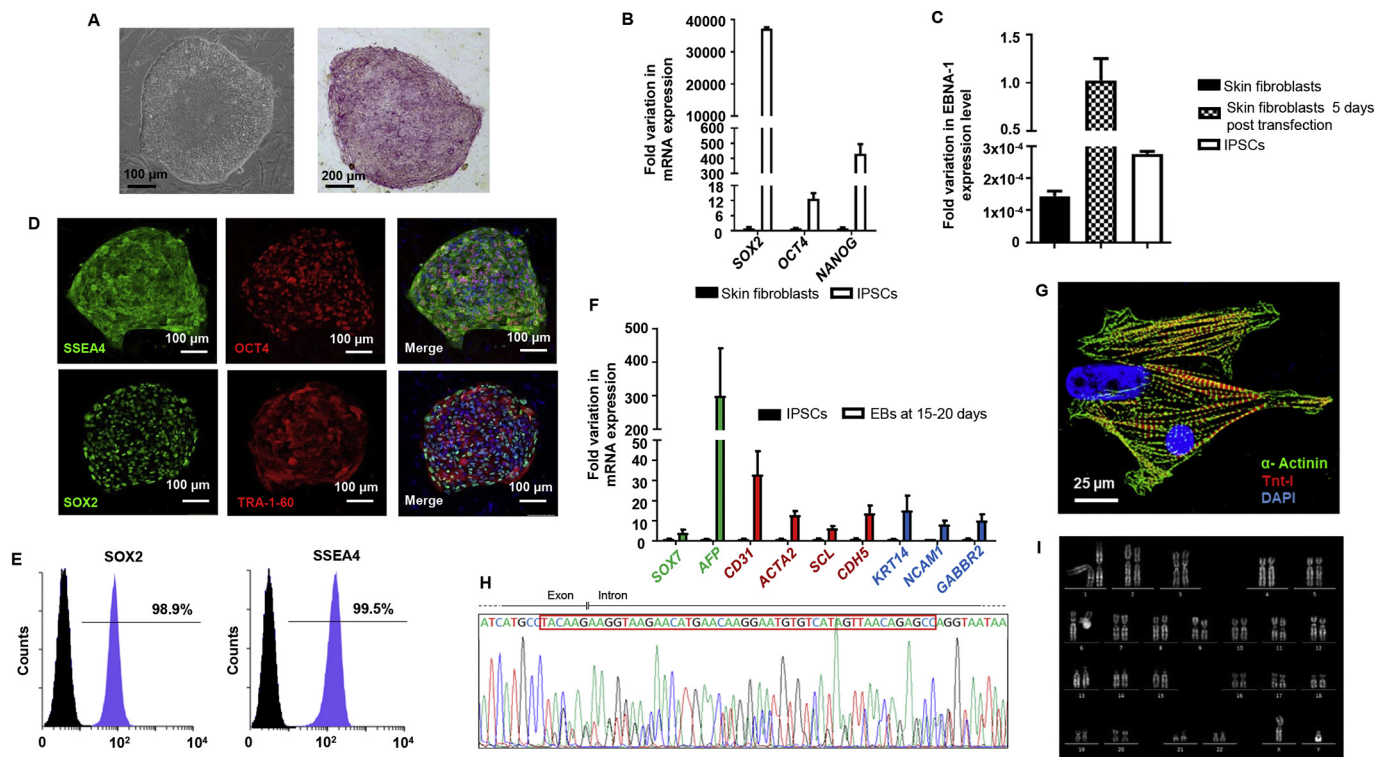 A
100 µm
200 µm
B
Fold variation in
mRNA expression
40000
30000
20000
10000
600
500
400
300
18
12
6
0
SOX2
OCT4
NANOG
Skin fibroblasts
IPSCs
C
Fold variation in EBNA-1
expression level
1.5
1.0
0.5
3x10-4
2x10-4
1x10-4
0
Skin fibroblasts
Skin fibroblasts 5 days
post transfection
IPSCs
D
SSEA4
100 µm
OCT4
100 µm
Merge
100 µm
SOX2
100 µm
TRA-1-60
100 µm
Merge
100 µm
E
SOX2
98.9%
Counts
0
10²
10⁴
SSEA4
99.5%
Counts
0
10²
10⁴
F
Fold variation in
mRNA expression
500
400
300
200
50
40
30
20
10
0
IPSCs
EBs at 15-20 days
SOX7
AFP
CD31
ACTA2
SCL
CDH5
KRT14
NCAM1
GABBR2
G
25 µm
α- Actinin
Tnt-I
DAPI
H
Exon
Intron
ATCATGCCTACAAGAAGGTAAGAACATGAACAAGGAATGTGTCATAGTTAACAGAGCCAGGTAATAA
I
1 2 3 4 5
6 7 8 9 10 11 12
13 14 15 16 17 18
19 20 21 22 X Y